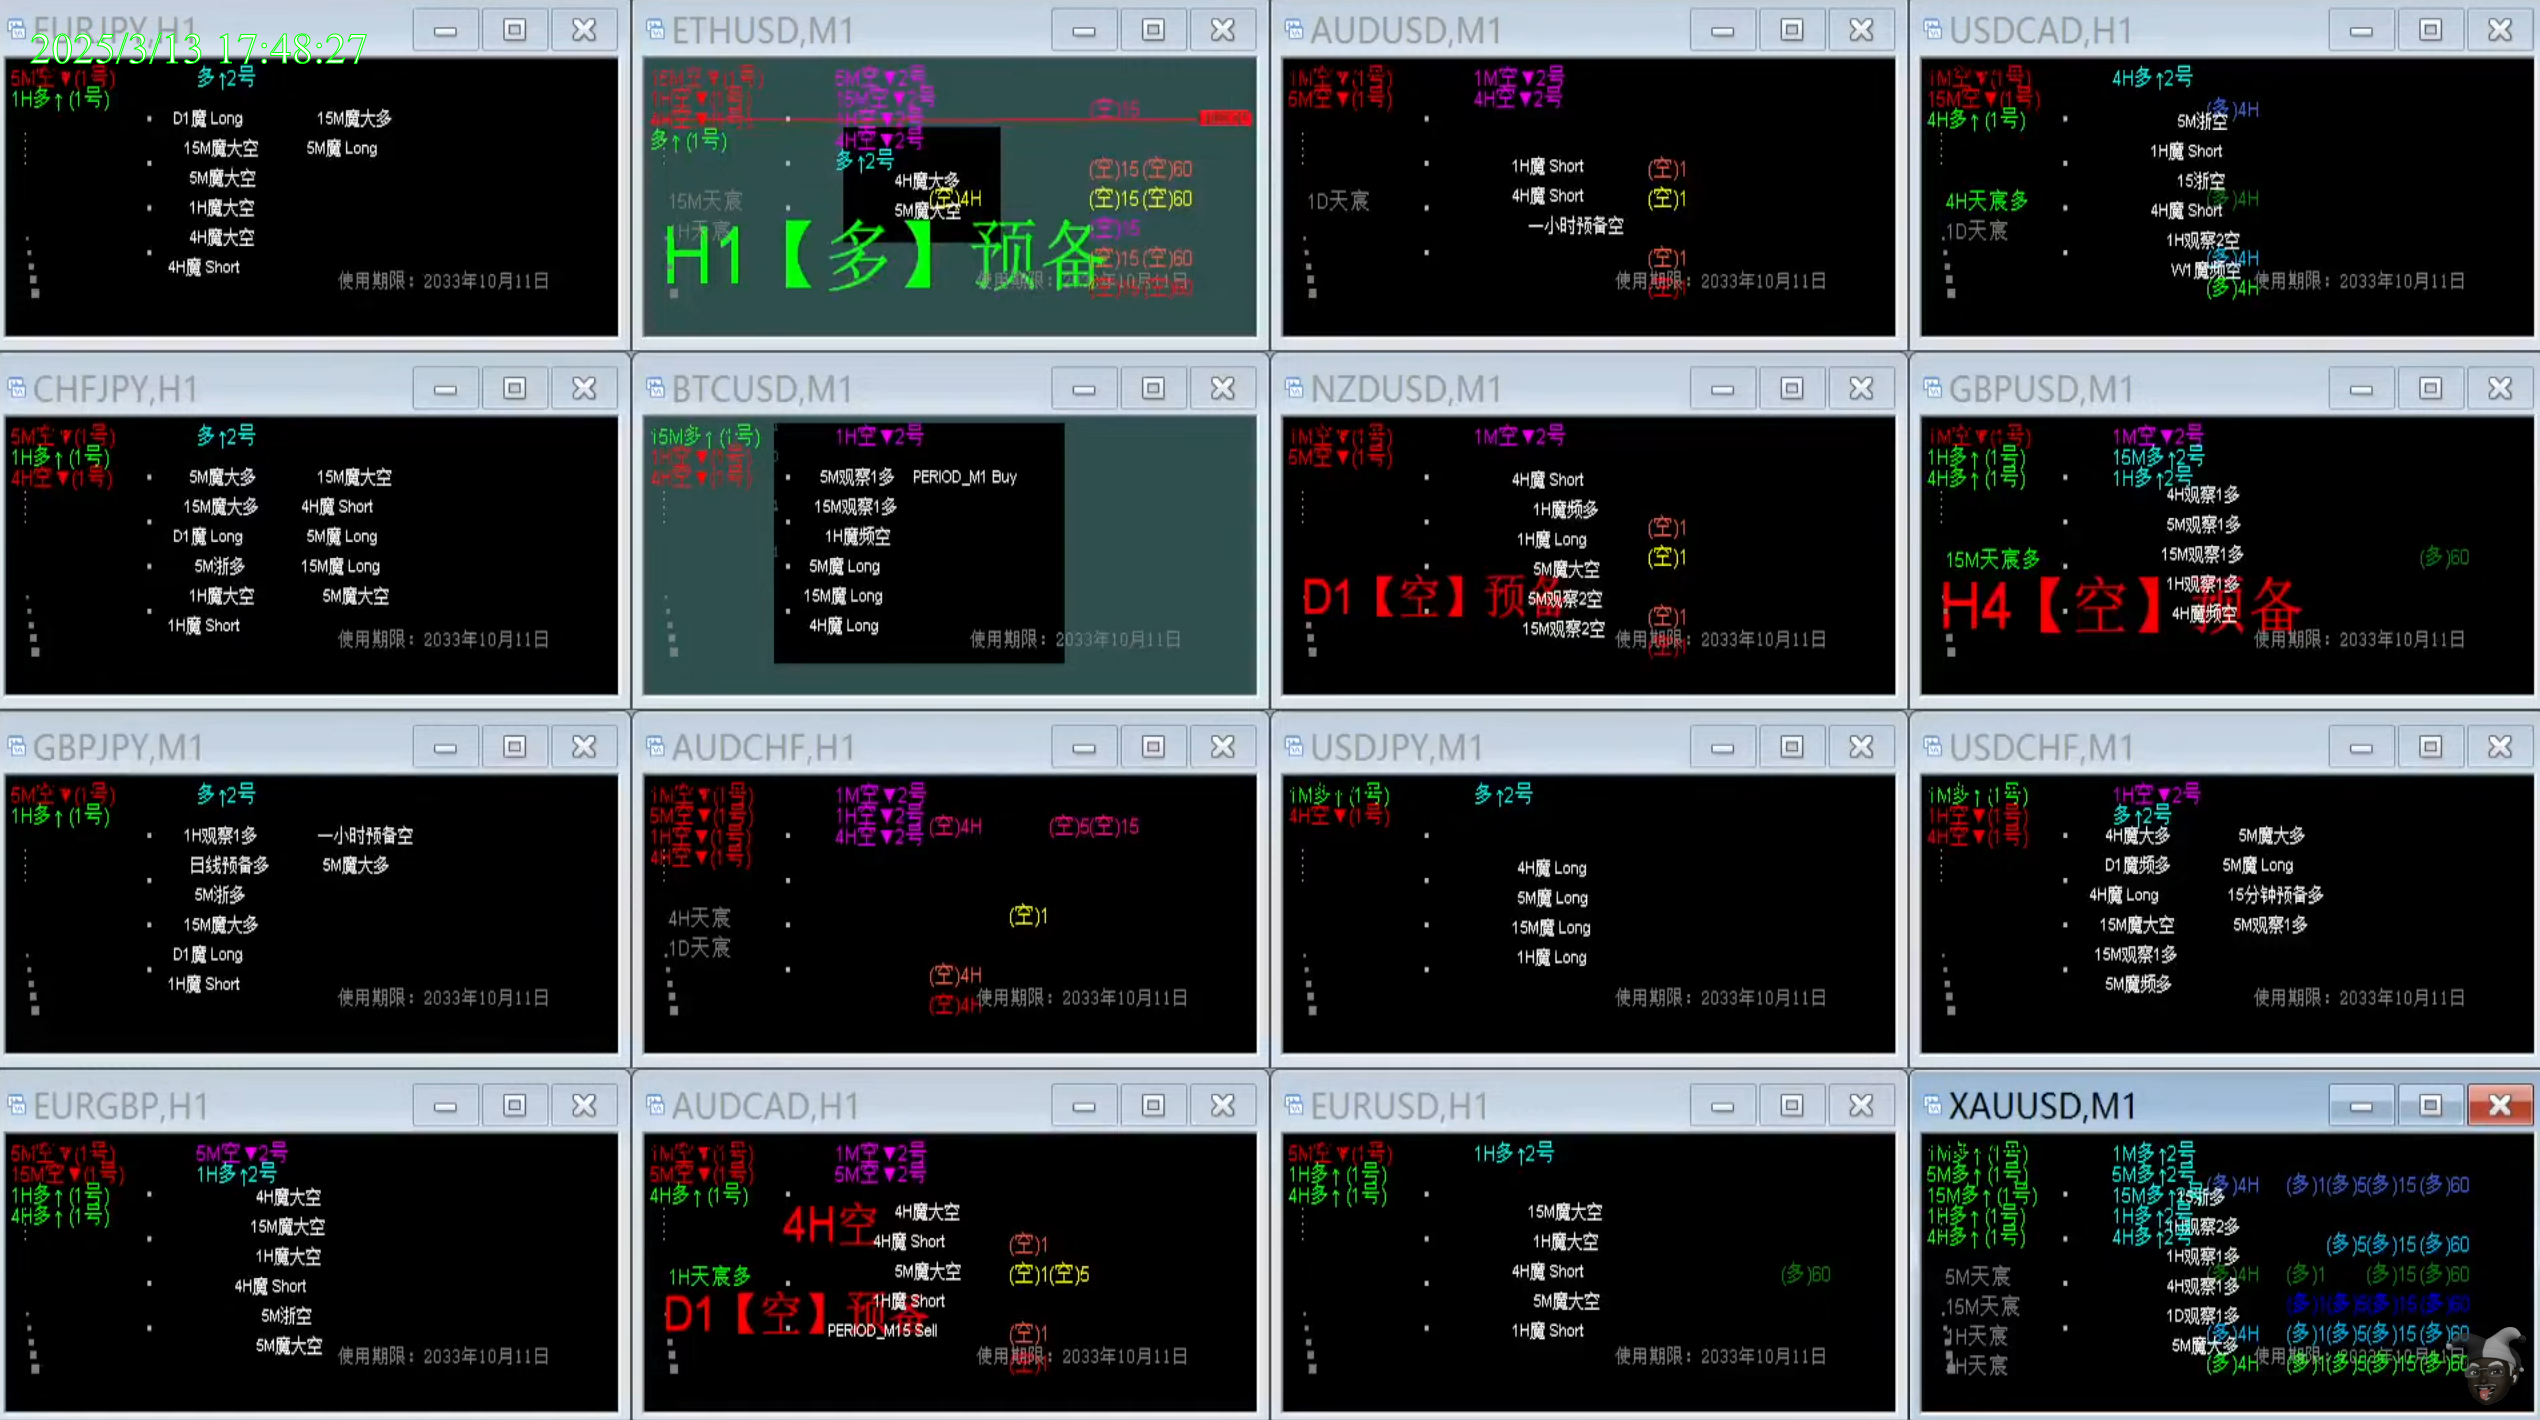 EURJPY,H1
2025/3/13 17:48:27
5M空▼(1号)
多↑2号
1H多↑(1号)
D1魔 Long
15M魔大多
15M魔大空
5M魔 Long
5M魔大空
1H魔大空
4H魔大空
4H魔 Short
使用期限：2033年10月11日
ETHUSD,M1
15M空▼(1号)
5M空▼2号
1H空▼(1号)
15M空▼2号
(空)15
4H空▼(1号)
1H空▼2号
多↑(1号)
4H空▼2号
多↑2号
(空)15(空)60
4H魔大多
15M天宸
(空)4H
(空)15(空)60
5M魔大空
(空)15
H1【多】预备
(空)15(空)60
AUDUSD,M1
1M空▼(1号)
1M空▼2号
5M空▼(1号)
4H空▼2号
1H魔 Short
(空)1
1D天宸
4H魔 Short
(空)1
一小时预备空
(空)1
使用期限：2033年10月11日
USDCAD,H1
1M空▼(1号)
4H多↑2号
15M空▼(1号)
(多)4H
4H多↑(1号)
5M浙空
1H魔 Short
15浙空
4H天宸多
(多)4H
4H魔 Short
1D天宸
1H观察2空
(多)4H
W1魔频空
使用期限：2033年10月11日
(多)4H
CHFJPY,H1
5M空▼(1号)
多↑2号
1H多↑(1号)
4H空▼(1号)
5M魔大多
15M魔大空
15M魔大多
4H魔 Short
D1魔 Long
5M魔 Long
5M浙多
15M魔 Long
1H魔大空
5M魔大空
1H魔 Short
使用期限：2033年10月11日
BTCUSD,M1
15M多↑(1号)
1H空▼2号
1H空▼(1号)
4H空▼(1号)
5M观察1多
PERIOD_M1 Buy
15M观察1多
1H魔频空
5M魔 Long
15M魔 Long
4H魔 Long
使用期限：2033年10月11日
NZDUSD,M1
1M空▼(1号)
1M空▼2号
5M空▼(1号)
4H魔 Short
1H魔频多
(空)1
1H魔 Long
(空)1
5M魔大空
D1【空】预备
5M观察2空
(空)1
15M观察2空
使用期限：2033年10月11日
GBPUSD,M1
1M空▼(1号)
1M空▼2号
1H多↑(1号)
15M多↑2号
4H多↑(1号)
1H多↑2号
4H观察1多
5M观察1多
15M天宸多
15M观察1多
(多)60
1H观察1多
H4【空】预备
4H魔频空
使用期限：2033年10月11日
GBPJPY,M1
5M空▼(1号)
多↑2号
1H多↑(1号)
1H观察1多
一小时预备空
日线预备多
5M魔大多
5M浙多
15M魔大多
D1魔 Long
1H魔 Short
使用期限：2033年10月11日
AUDCHF,H1
1M空▼(1号)
1M空▼2号
5M空▼(1号)
1H空▼2号
(空)4H
(空)5(空)15
1H空▼(1号)
4H空▼2号
4H空▼(1号)
4H天宸
(空)1
1D天宸
(空)4H
(空)4H
使用期限：2033年10月11日
USDJPY,M1
1M多↑(1号)
多↑2号
4H空▼(1号)
4H魔 Long
5M魔 Long
15M魔 Long
1H魔 Long
使用期限：2033年10月11日
USDCHF,M1
1M多↑(1号)
1H空▼2号
1H空▼(1号)
多↑2号
4H空▼(1号)
4H魔大多
5M魔大多
D1魔频多
5M魔 Long
4H魔 Long
15分钟预备多
15M魔大空
5M观察1多
15M观察1多
5M魔频多
使用期限：2033年10月11日
EURGBP,H1
5M空▼(1号)
5M空▼2号
15M空▼(1号)
1H多↑2号
1H多↑(1号)
4H多↑(1号)
4H魔大空
15M魔大空
1H魔大空
4H魔 Short
5M浙空
5M魔大空
使用期限：2033年10月11日
AUDCAD,H1
1M空▼(1号)
1M空▼2号
5M空▼(1号)
5M空▼2号
4H多↑(1号)
4H空
4H魔大空
4H魔 Short
(空)1
1H天宸多
5M魔大空
(空)1(空)5
D1【空】预备
1H魔 Short
PERIOD_M15 Sell
(空)1
使用期限：2033年10月11日
EURUSD,H1
5M空▼(1号)
1H多↑2号
1H多↑(1号)
4H多↑(1号)
15M魔大空
1H魔大空
4H魔 Short
(多)60
5M魔大空
1H魔 Short
使用期限：2033年10月11日
XAUUSD,M1
1M多↑(1号)
1M多↑2号
5M多↑(1号)
5M多↑2号
(多)4H
(多)1(多)5(多)15(多)60
15M多↑(1号)
15M多↑2号
15浙多
1H多↑(1号)
1H多↑2号
1H观察2多
4H多↑(1号)
4H多↑2号
(多)5(多)15(多)60
1H观察1多
5M天宸
(多)4H
(多)1
(多)15(多)60
4H观察1多
15M天宸
(多)1(多)5(多)15(多)60
1D观察1多
1H天宸
(多)4H
(多)1(多)5(多)15(多)60
5M魔大多
4H天宸
(多)4H
(多)1(多)5(多)15(多)60